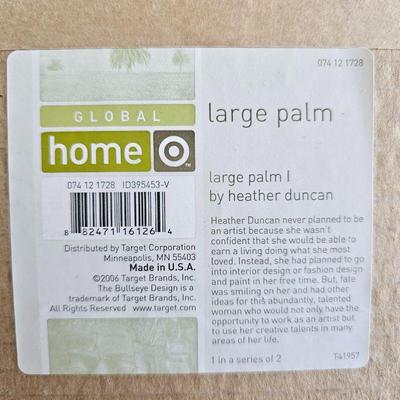 074 12 1728
GLOBAL
home
large palm
large palm I
by heather duncan
074 12 1728 ID395453-V
8 82471 16126 4
Distributed by Target Corporation
Minneapolis, MN 55403
Made in U.S.A.
©2006 Target Brands, Inc.
The Bullseye Design is a
trademark of Target Brands, Inc.
All Rights Reserved www.target.com
Heather Duncan never planned to be
an artist because she wasn't
confident that she would be able to
earn a living doing what she most
loved. Instead, she had planned to go
into interior design or fashion design
and paint in her free time. But, fate
was smiling on her and had other
ideas for this abundantly, talented
woman who would not only have the
opportunity to work as an artist but
to use her creative talents in many
areas of her life.
1 in a series of 2
T41957